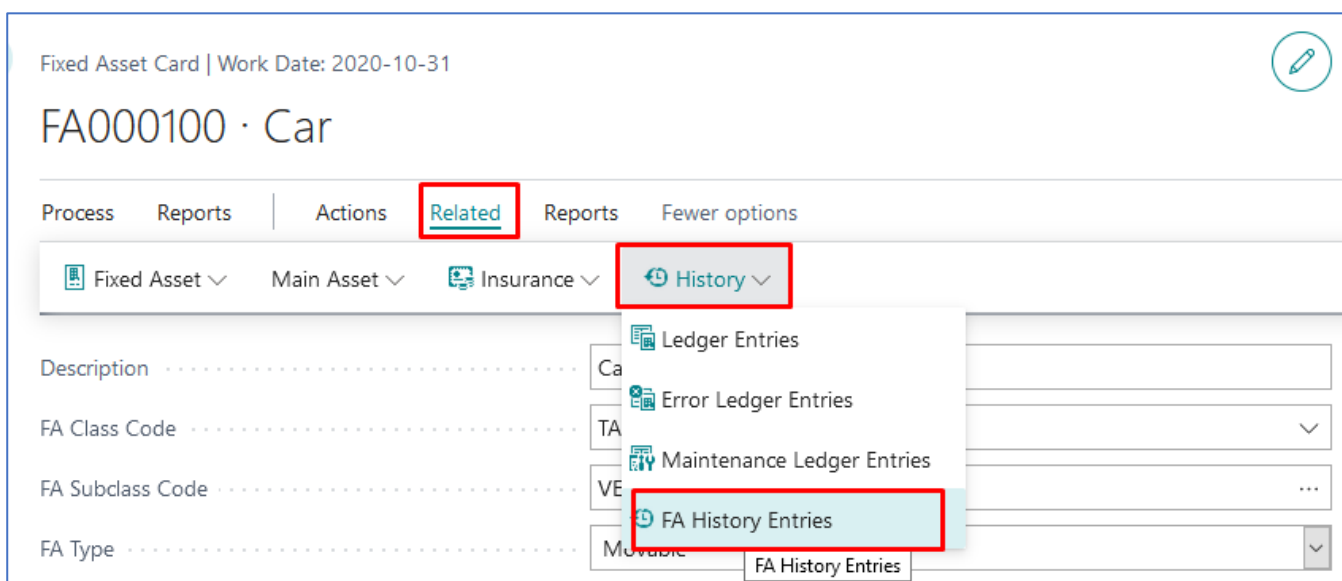 Fixed Asset Card | Work Date: 2020-10-31
FA000100 · Car
Process Reports Actions Related Reports Fewer options
Fixed Asset Main Asset Insurance History
Ledger Entries
Description Ca
Error Ledger Entries
FA Class Code TA
Maintenance Ledger Entries
FA Subclass Code VE
FA History Entries
FA Type Movable
FA History Entries